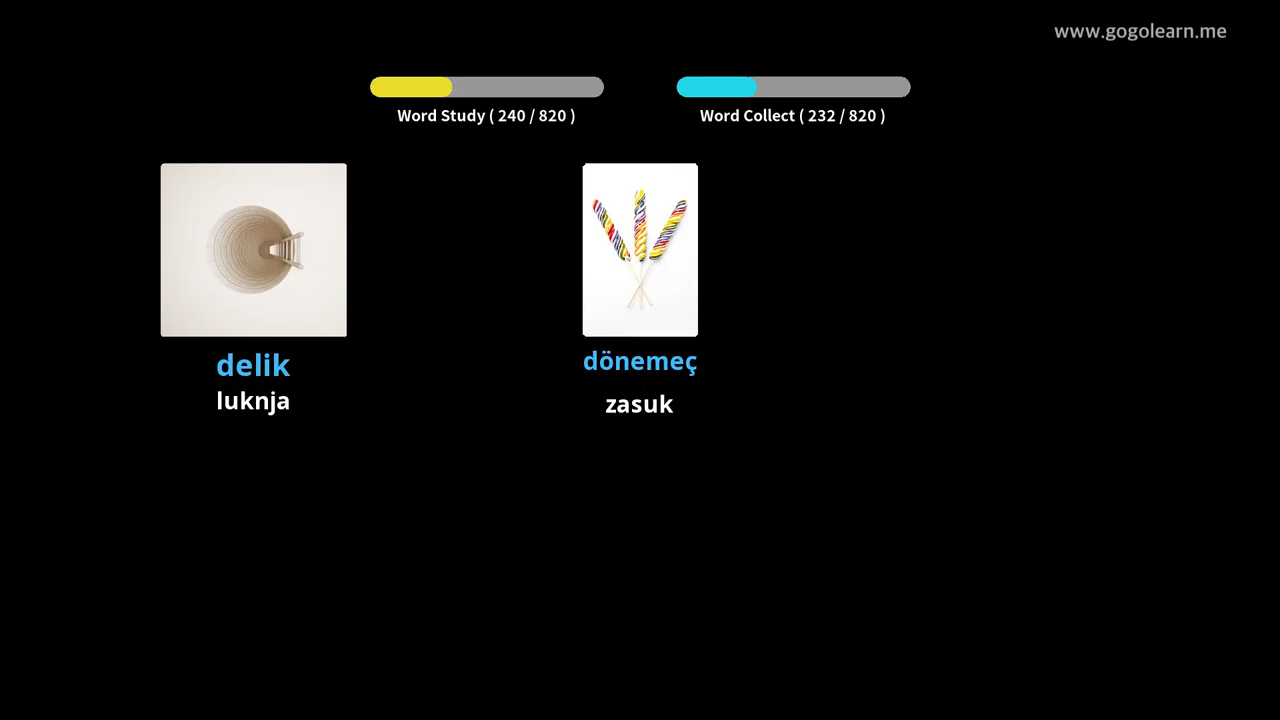 www.gogolearn.me
Word Study ( 240 / 820 )
Word Collect ( 232 / 820 )
delik
luknja
dönemeç
zasuk